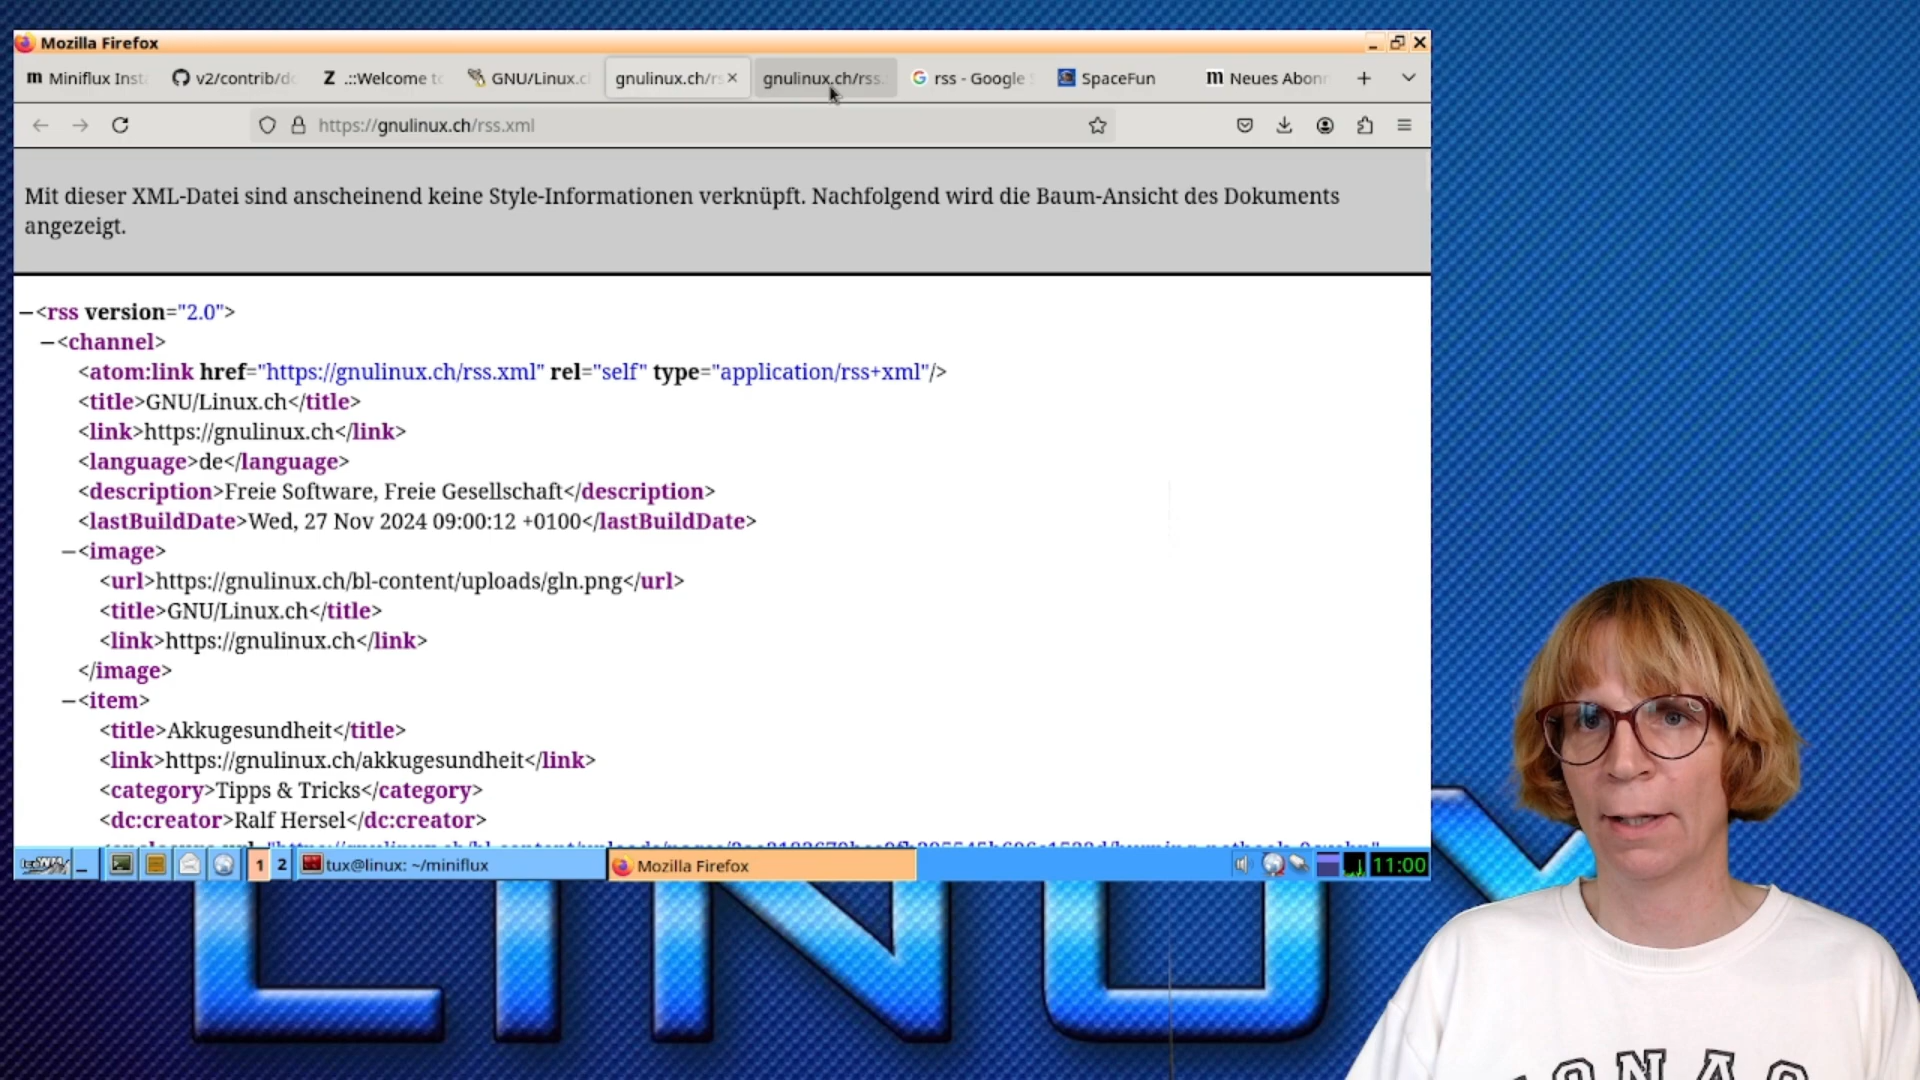 Mozilla Firefox
Miniflux Inst
v2/contrib/do
.::Welcome to
GNU/Linux.c
gnulinux.ch/rs
gnulinux.ch/rss.
rss - Google
SpaceFun
Neues Abonn
https://gnulinux.ch/rss.xml
Mit dieser XML-Datei sind anscheinend keine Style-Informationen verknüpft. Nachfolgend wird die Baum-Ansicht des Dokuments
angezeigt.
−<rss version="2.0">
−<channel>
<atom:link href="https://gnulinux.ch/rss.xml" rel="self" type="application/rss+xml"/>
<title>GNU/Linux.ch</title>
<link>https://gnulinux.ch</link>
<language>de</language>
<description>Freie Software, Freie Gesellschaft</description>
<lastBuildDate>Wed, 27 Nov 2024 09:00:12 +0100</lastBuildDate>
−<image>
<url>https://gnulinux.ch/bl-content/uploads/gln.png</url>
<title>GNU/Linux.ch</title>
<link>https://gnulinux.ch</link>
</image>
−<item>
<title>Akkugesundheit</title>
<link>https://gnulinux.ch/akkugesundheit</link>
<category>Tipps & Tricks</category>
<dc:creator>Ralf Hersel</dc:creator>
1 2 tux@linux: ~/miniflux Mozilla Firefox 11:00
LINUX